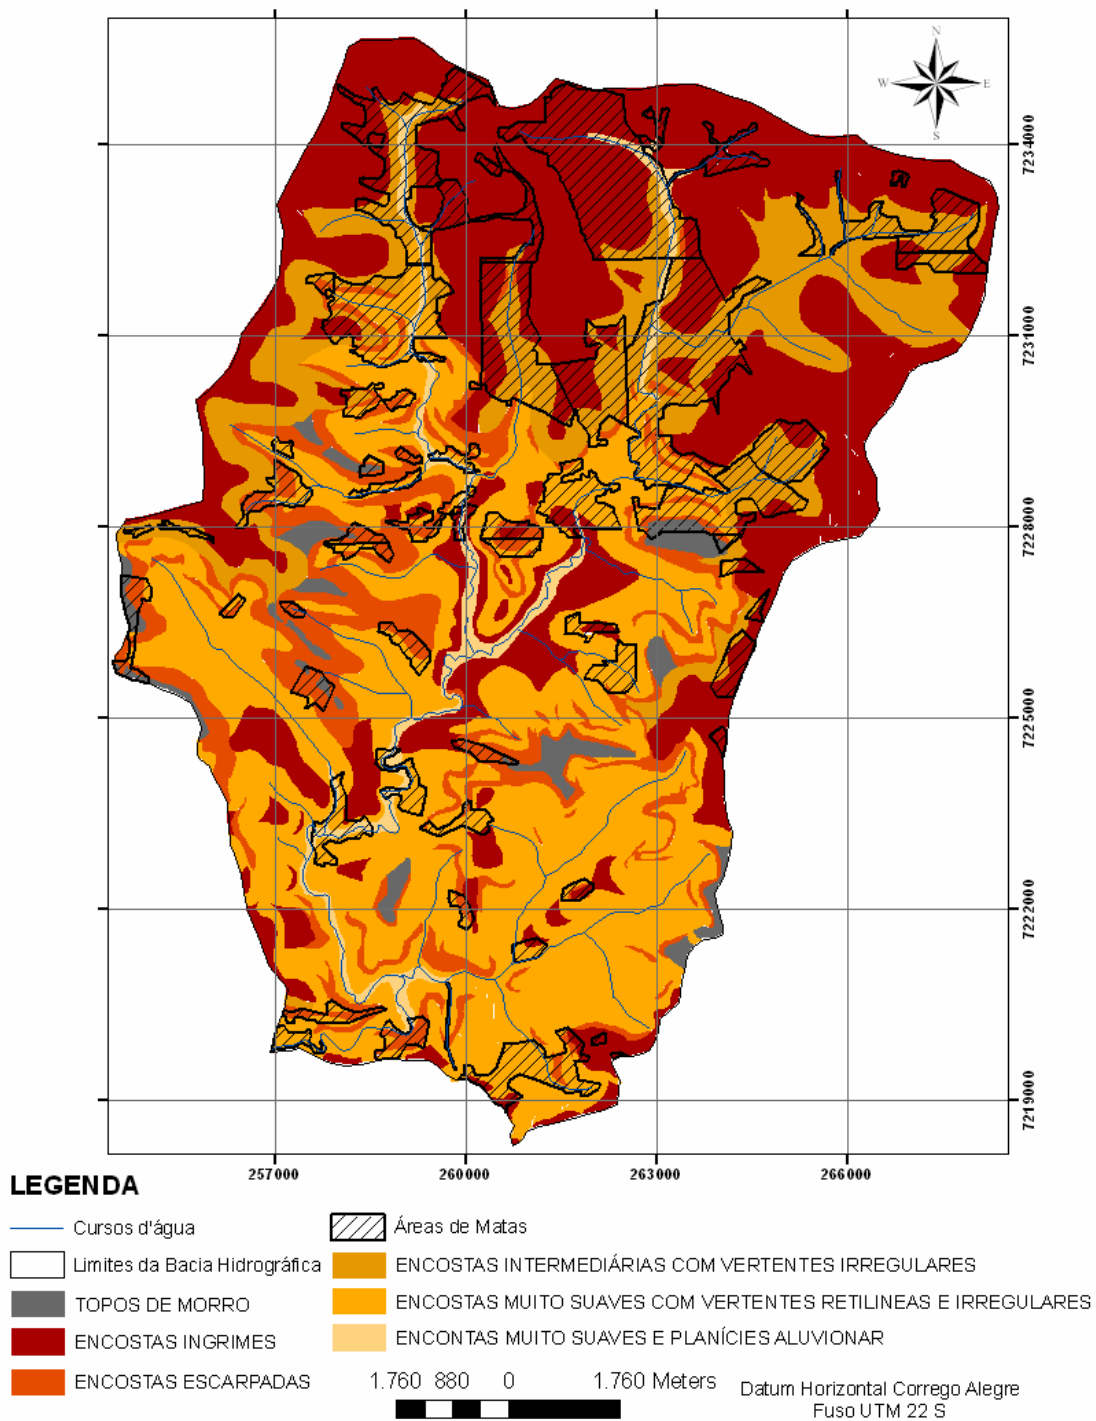 N
W E
S
7234000
7231000
7228000
7225000
7222000
7219000
257000 260000 263000 266000
LEGENDA
Cursos d'água
Áreas de Matas
Limites da Bacia Hidrográfica
ENCOSTAS INTERMEDIÁRIAS COM VERTENTES IRREGULARES
TOPOS DE MORRO
ENCOSTAS MUITO SUAVES COM VERTENTES RETILINEAS E IRREGULARES
ENCOSTAS INGRIMES
ENCONTAS MUITO SUAVES E PLANÍCIES ALUVIONAR
ENCOSTAS ESCARPADAS
1.760 880 0 1.760 Meters
Datum Horizontal Corrego Alegre
Fuso UTM 22 S